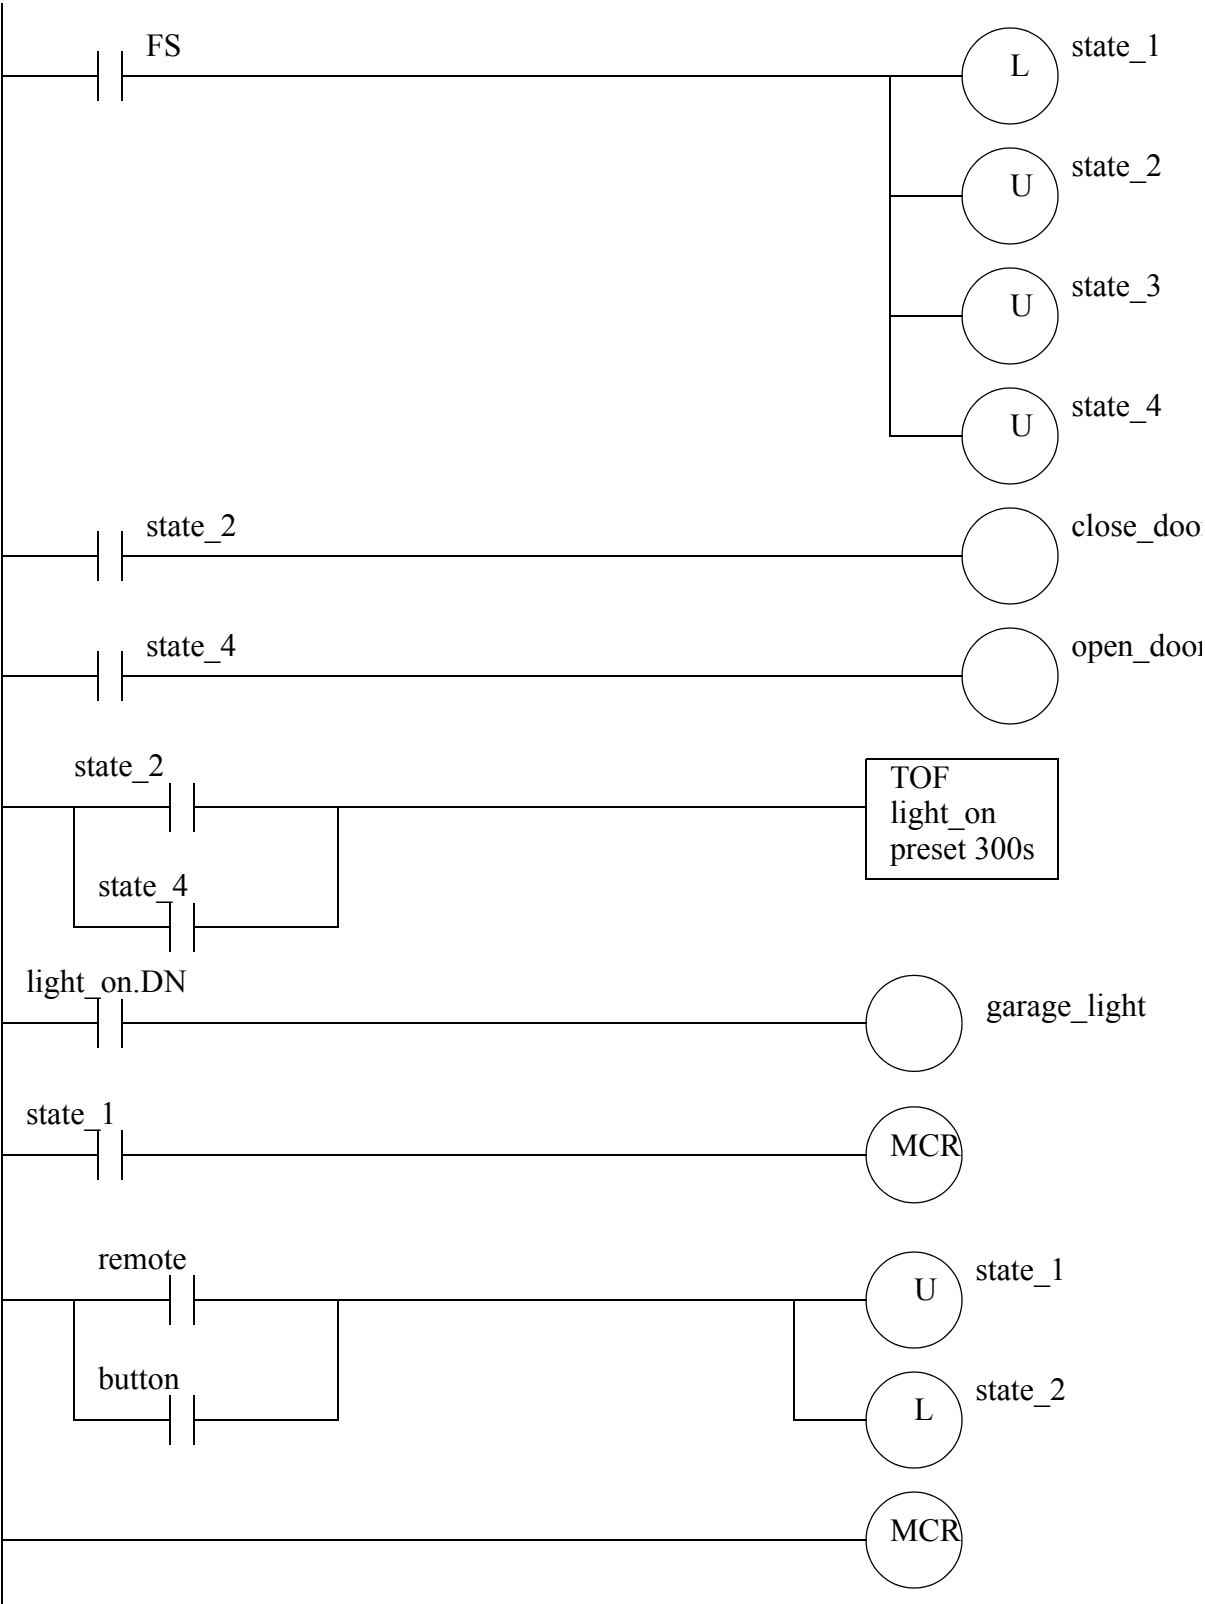 FS
L
state_1
U
state_2
U
state_3
U
state_4
state_2
close_doo
state_4
open_door
state_2
TOF
light_on
preset 300s
state_4
light_on.DN
garage_light
state_1
MCR
remote
U
state_1
button
L
state_2
MCR